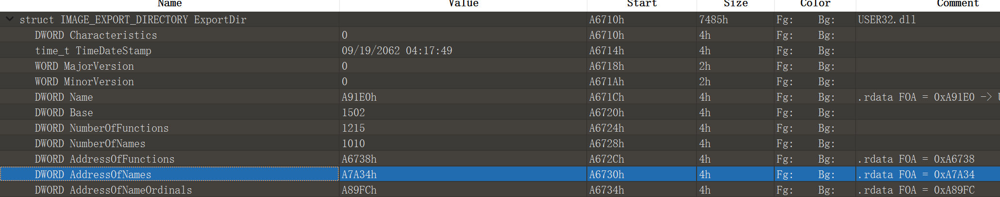 Name Value Start Size Color Comment
struct IMAGE_EXPORT_DIRECTORY ExportDir A6710h 7485h Fg: Bg: USER32.dll
DWORD Characteristics 0 A6710h 4h Fg: Bg:
time_t TimeDateStamp 09/19/2062 04:17:49 A6714h 4h Fg: Bg:
WORD MajorVersion 0 A6718h 2h Fg: Bg:
WORD MinorVersion 0 A671Ah 2h Fg: Bg:
DWORD Name A91E0h A671Ch 4h Fg: Bg: .rdata FOA = 0xA91E0 ->
DWORD Base 1502 A6720h 4h Fg: Bg:
DWORD NumberOfFunctions 1215 A6724h 4h Fg: Bg:
DWORD NumberOfNames 1010 A6728h 4h Fg: Bg:
DWORD AddressOfFunctions A6738h A672Ch 4h Fg: Bg: .rdata FOA = 0xA6738
DWORD AddressOfNames A7A34h A6730h 4h Fg: Bg: .rdata FOA = 0xA7A34
DWORD AddressOfNameOrdinals A89FCh A6734h 4h Fg: Bg: .rdata FOA = 0xA89FC